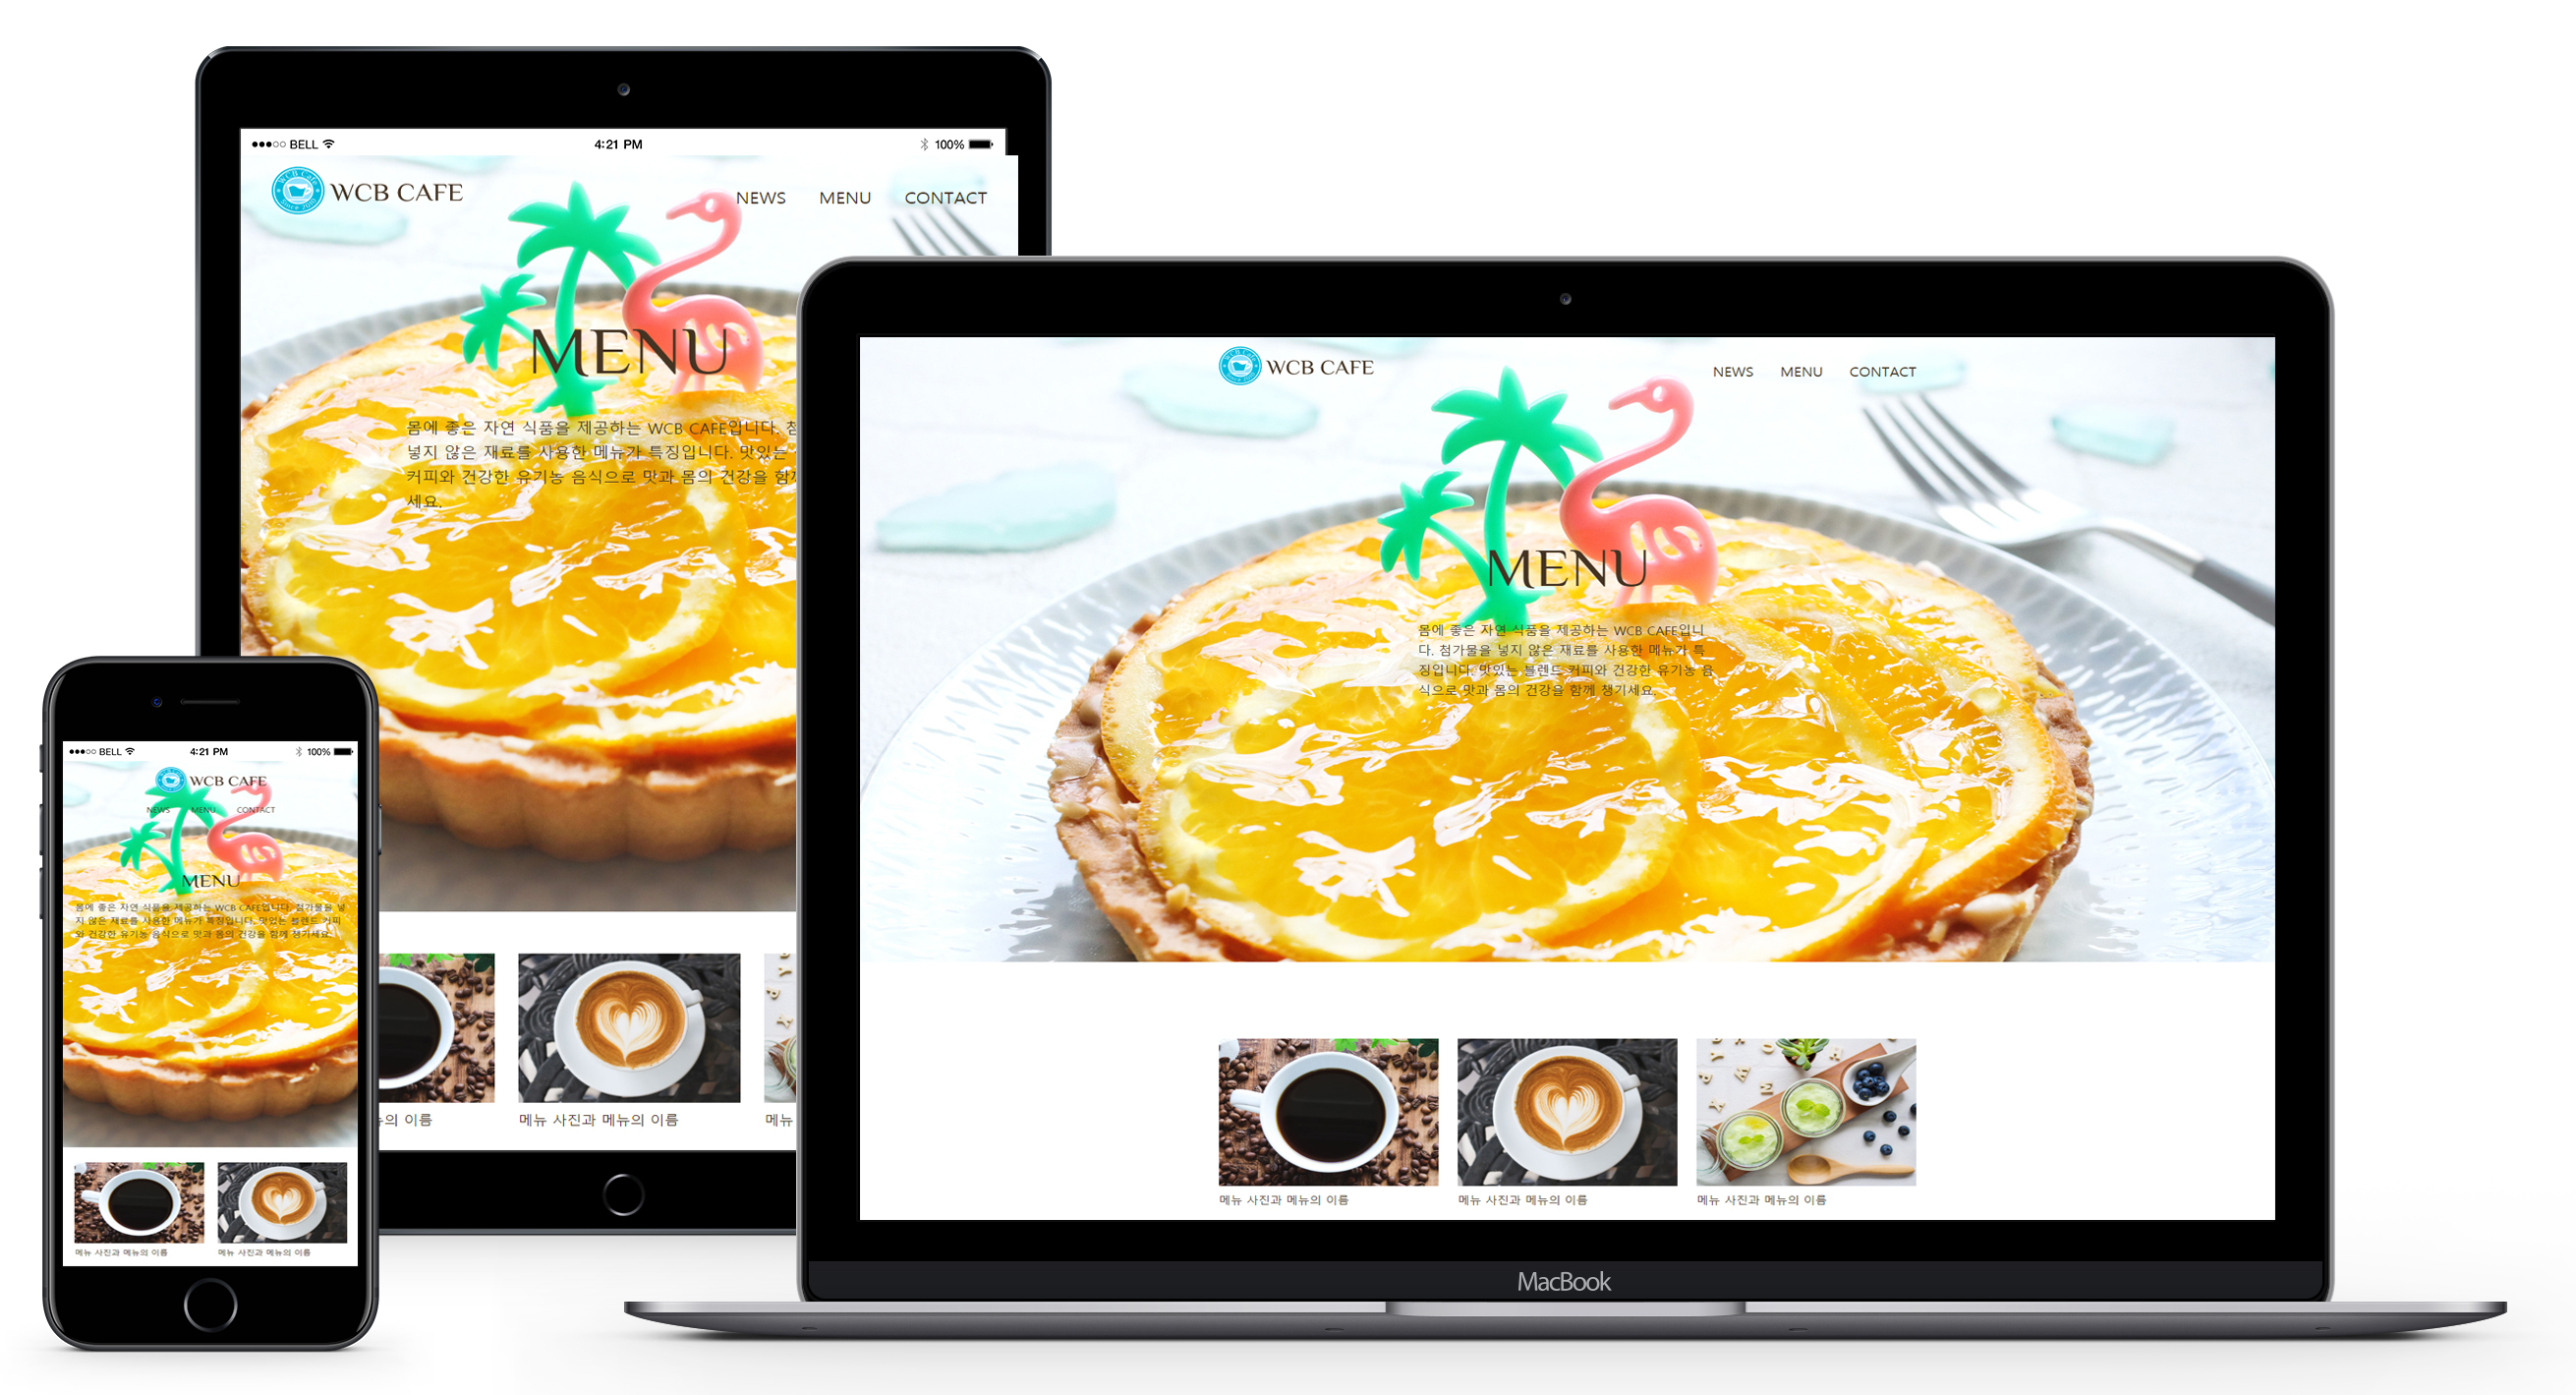 ●●●○○ BELL
4:21 PM
100%
WCB Cafe
Since 2010
WCB CAFE
NEWS MENU CONTACT
MENU
몸에 좋은 자연 식품을 제공하는 WCB CAFE입니다. 첨
넣지 않은 재료를 사용한 메뉴가 특징입니다. 맛있는
커피와 건강한 유기농 음식으로 맛과 몸의 건강을 함께
세요.
의 이름
메뉴 사진과 메뉴의 이름
메뉴
WCB CAFE
NEWS MENU CONTACT
MENU
몸에 좋은 자연 식품을 제공하는 WCB CAFE입니
다. 첨가물을 넣지 않은 재료를 사용한 메뉴가 특
징입니다. 맛있는 블렌드 커피와 건강한 유기농 음
식으로 맛과 몸의 건강을 함께 챙기세요.
메뉴 사진과 메뉴의 이름
메뉴 사진과 메뉴의 이름
메뉴 사진과 메뉴의 이름
MacBook
●●●○○ BELL
4:21 PM
100%
WCB CAFE
NEWS MENU CONTACT
MENU
몸에 좋은 자연 식품을 제공하는 WCB CAFE입니다. 첨가물을 넣
지 않은 재료를 사용한 메뉴가 특징입니다. 맛있는 블렌드 커피
와 건강한 유기농 음식으로 맛과 몸의 건강을 함께 챙기세요.
메뉴 사진과 메뉴의 이름
메뉴 사진과 메뉴의 이름